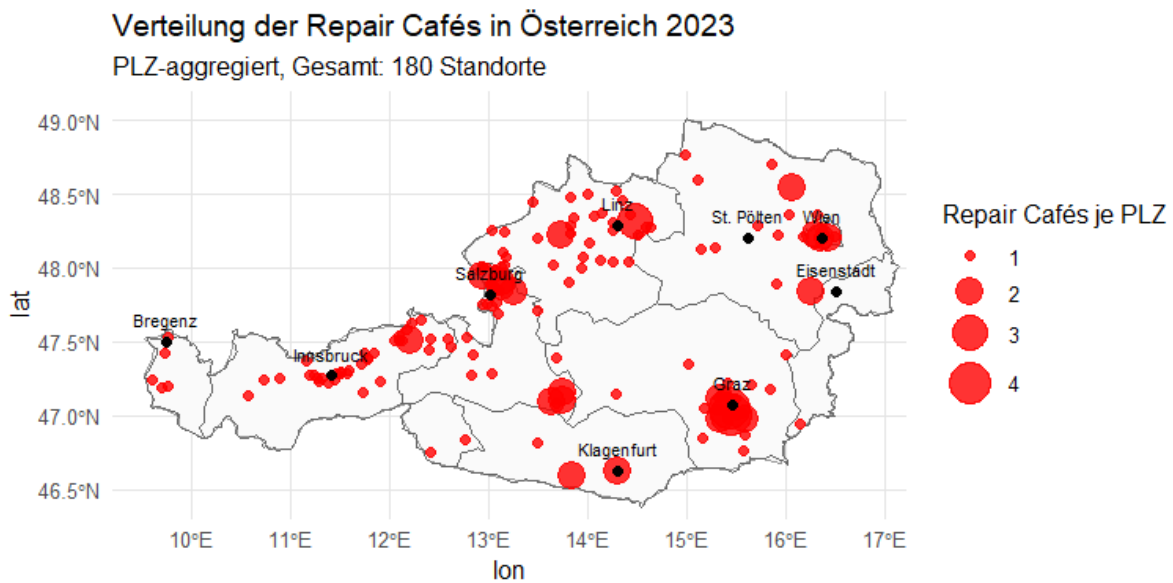 Verteilung der Repair Cafés in Österreich 2023
PLZ-aggregiert, Gesamt: 180 Standorte
49.0°N
48.5°N
48.0°N
47.5°N
47.0°N
46.5°N
lat
Linz
St. Pölten
Wien
Salzburg
Eisenstadt
Bregenz
Innsbruck
Graz
Klagenfurt
10°E
11°E
12°E
13°E
14°E
15°E
16°E
17°E
lon
Repair Cafés je PLZ
1
2
3
4